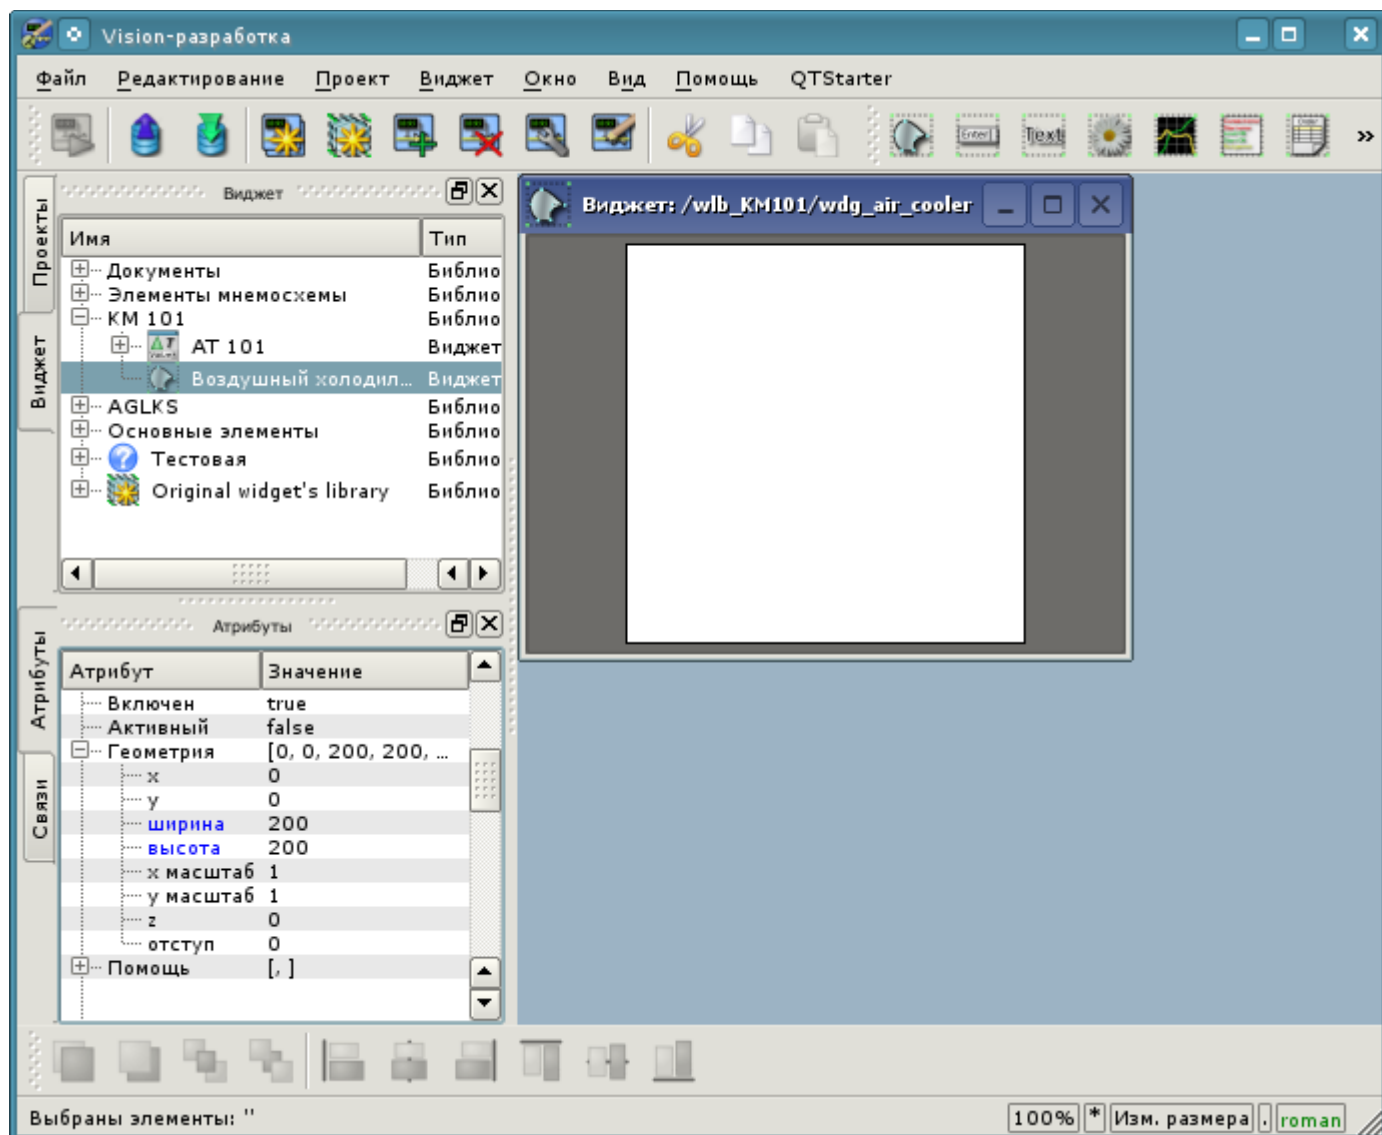 Vision-разработка
Файл Редактирование Проект Виджет Окно Вид Помощь QTStarter
Проекты
Виджет
Виджет
Имя Тип
Документы Библио
Элементы мнемосхемы Библио
КМ 101 Библио
АТ 101 Виджет
Воздушный холодил... Виджет
AGLKS Библио
Основные элементы Библио
Тестовая Библио
Original widget's library Библио
Виджет: /wlb_KM101/wdg_air_cooler
Атрибуты
Связи
Атрибуты
Атрибут Значение
Включен true
Активный false
Геометрия [0, 0, 200, 200, ...
x 0
y 0
ширина 200
высота 200
x масштаб 1
y масштаб 1
z 0
отступ 0
Помощь [, ]
Выбраны элементы: '' 100% * Изм. размера . roman